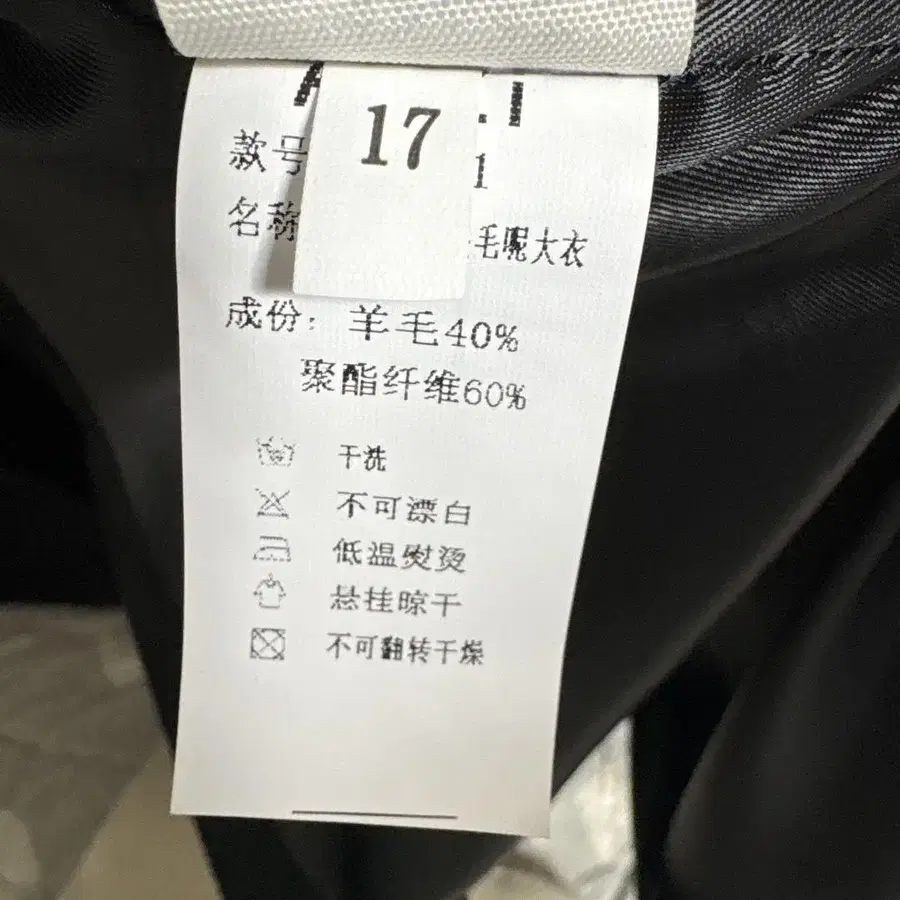 17
款号 1
名称 毛呢大衣
成份：羊毛40%
聚酯纤维60%
干洗
不可漂白
低温熨烫
悬挂晾干
不可翻转干燥